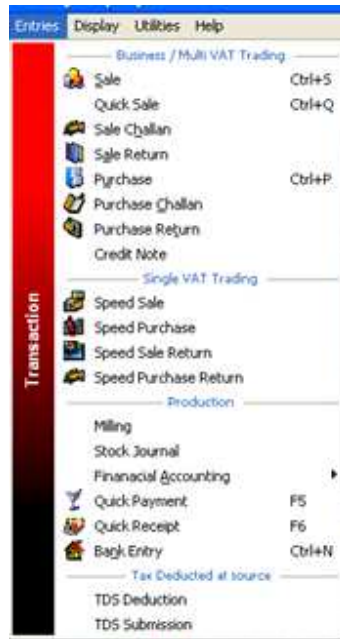 Entries Display Utilities Help
Business / Multi VAT Trading
Sale Ctrl+S
Quick Sale Ctrl+Q
Sale Challan
Sale Return
Purchase Ctrl+P
Purchase Challan
Purchase Return
Credit Note
Single VAT Trading
Speed Sale
Speed Purchase
Speed Sale Return
Speed Purchase Return
Production
Milling
Stock Journal
Finanacial Accounting
Quick Payment F5
Quick Receipt F6
Bank Entry Ctrl+N
Tax Deducted at source
TDS Deduction
TDS Submission
Transaction